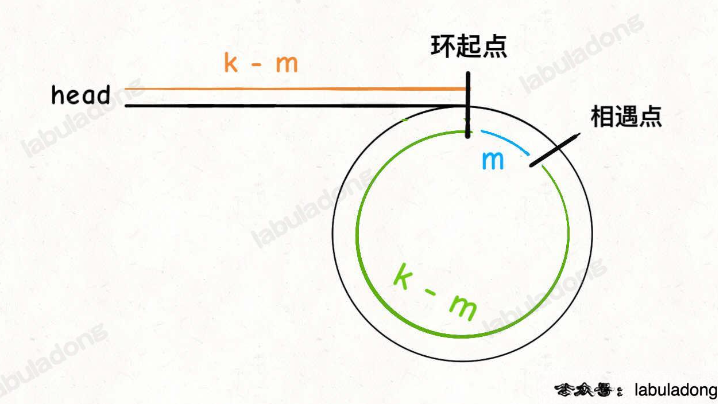 环起点
k - m
head
相遇点
m
k - m
公众号：labuladong
labuladong
labuladong
labuladong
labuladong
labuladong